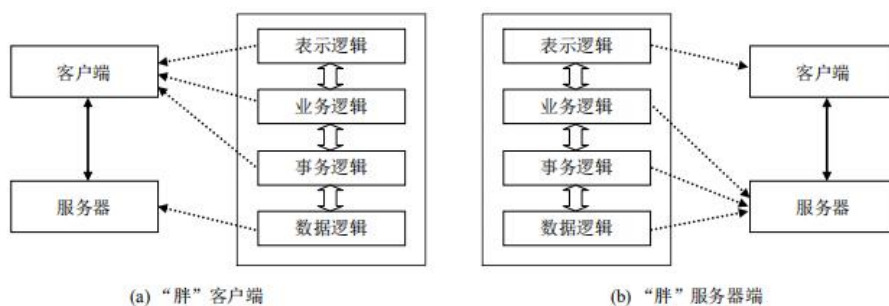 表示逻辑
客户端
业务逻辑
事务逻辑
服务器
数据逻辑
(a) “胖”客户端
表示逻辑
客户端
业务逻辑
事务逻辑
服务器
数据逻辑
(b) “胖”服务器端